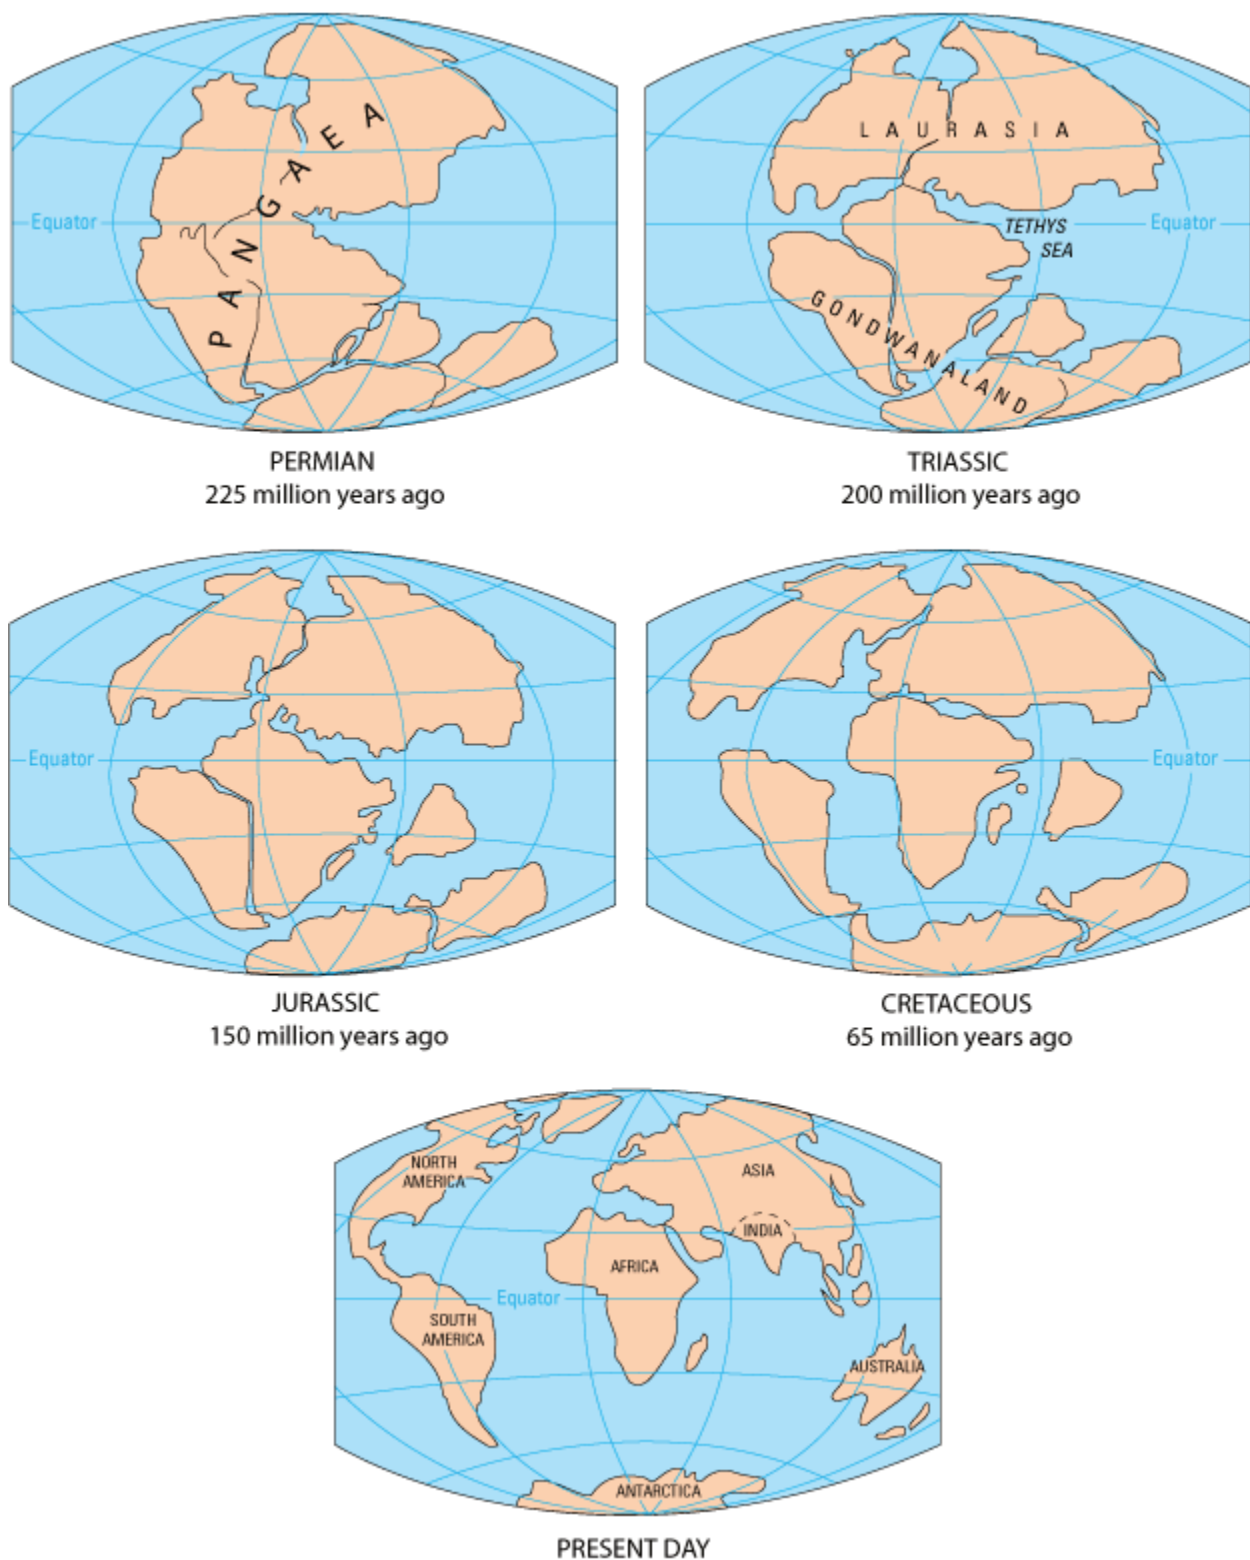 PANGAEA
Equator
PERMIAN
225 million years ago
LAURASIA
TETHYS
SEA
Equator
GONDWANALAND
TRIASSIC
200 million years ago
Equator
JURASSIC
150 million years ago
Equator
CRETACEOUS
65 million years ago
NORTH
AMERICA
ASIA
INDIA
AFRICA
Equator
SOUTH
AMERICA
AUSTRALIA
ANTARCTICA
PRESENT DAY